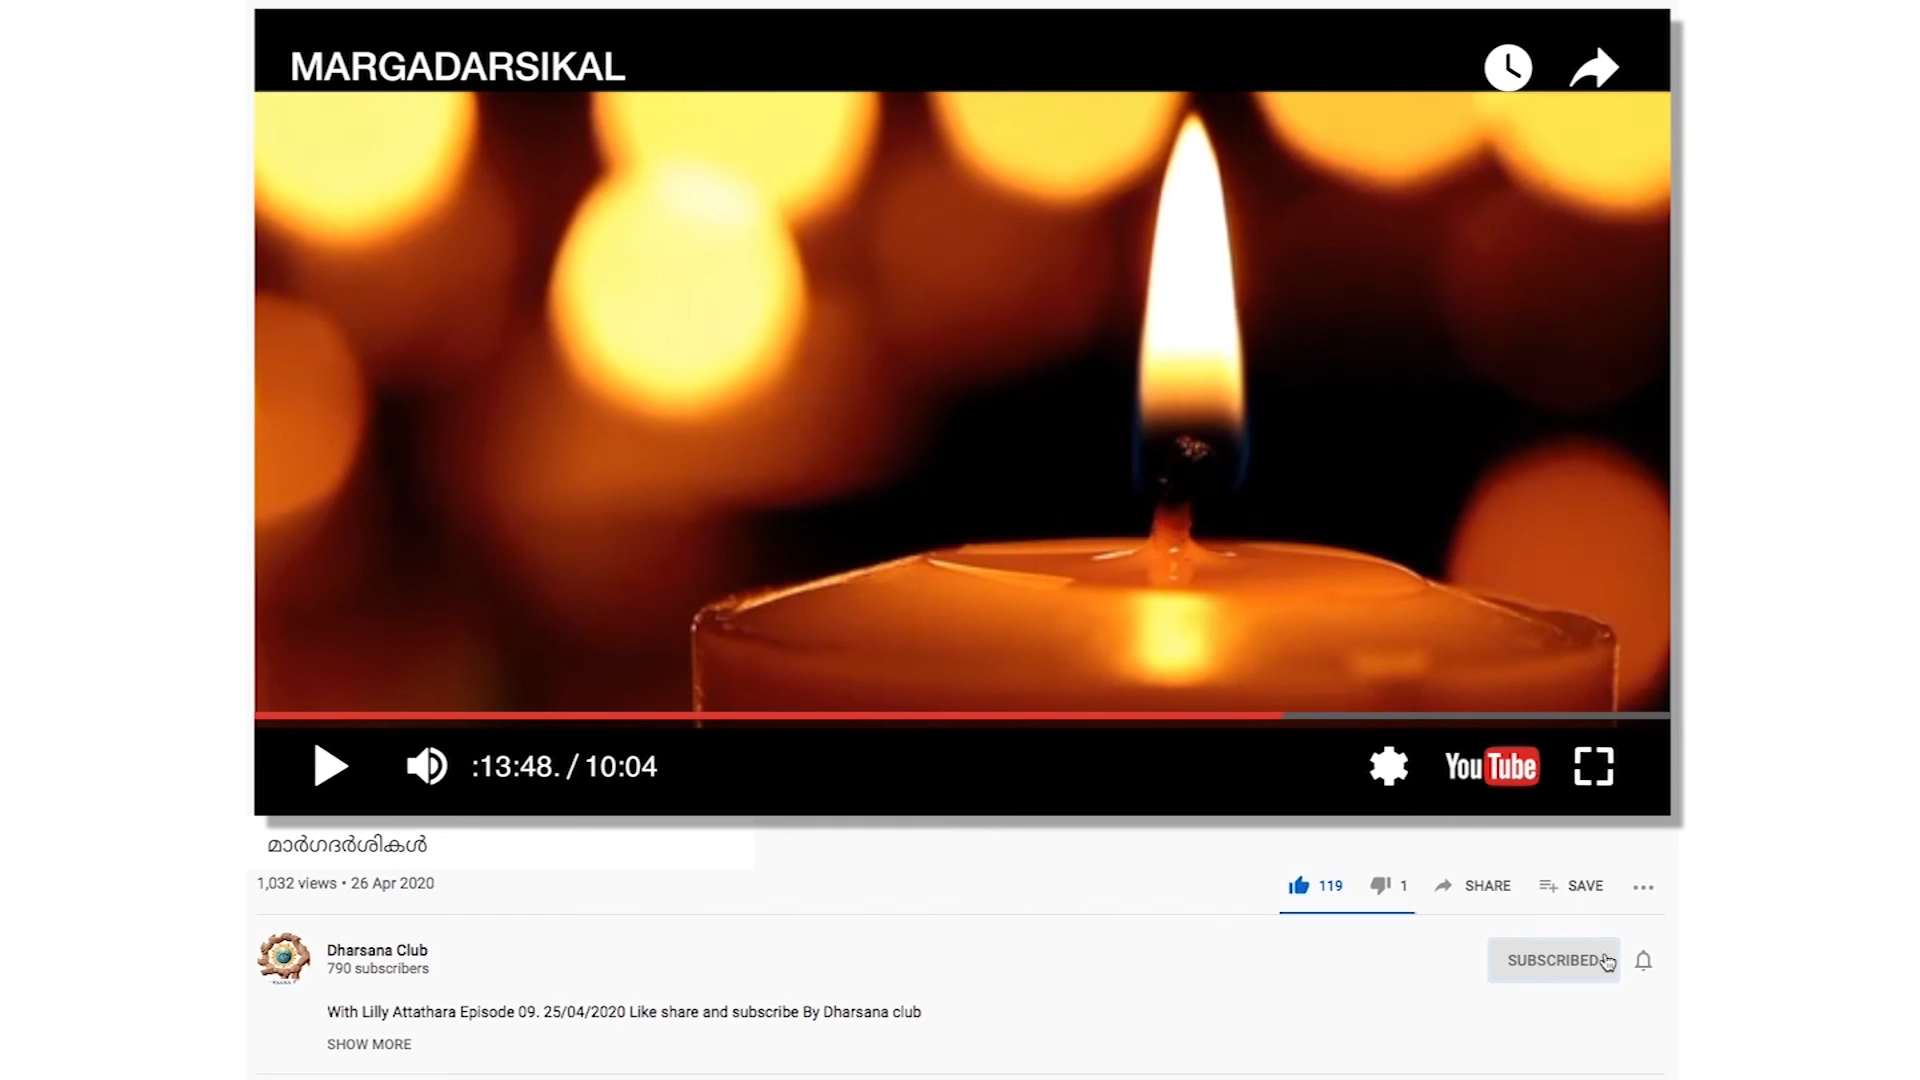 MARGADARSIKAL
:13:48. / 10:04
YouTube
മാർഗദർശികൾ
1,032 views • 26 Apr 2020
119 1 SHARE SAVE
Dharsana Club
790 subscribers
SUBSCRIBED
With Lilly Attathara Episode 09. 25/04/2020 Like share and subscribe By Dharsana club
SHOW MORE